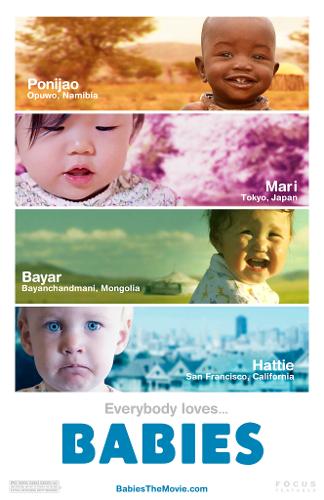 Ponijao
Opuwo, Namibia
Mari
Tokyo, Japan
Bayar
Bayanchandmani, Mongolia
Hattie
San Francisco, California
Everybody loves...
BABIES
BabiesTheMovie.com
FOCUS
FEATURES